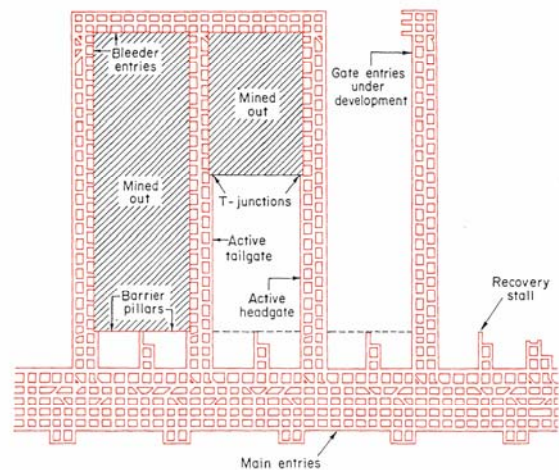 Bleeder
entries
Mined
out
Gate entries
under
development
Mined
out
T-junctions
Active
tailgate
Recovery
stall
Barrier
pillars
Active
headgate
Main entries